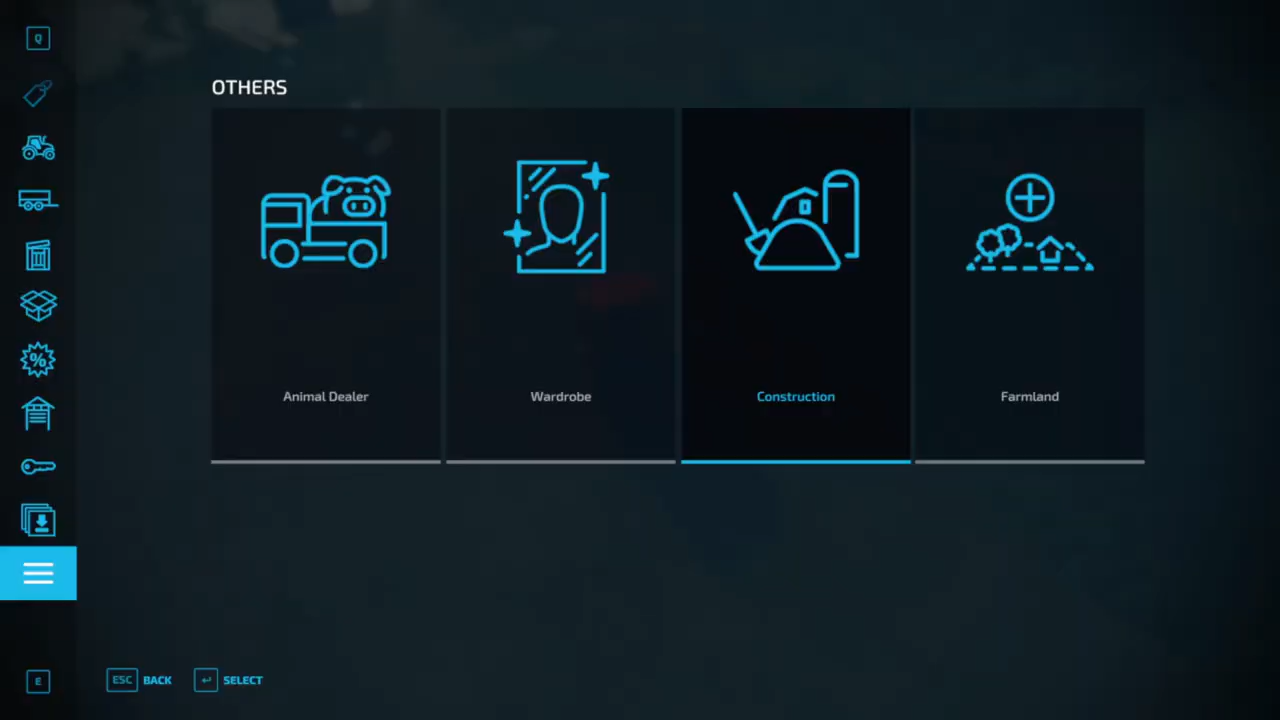 Q
OTHERS
%
Animal Dealer
Wardrobe
Construction
Farmland
E
ESC BACK
↵ SELECT